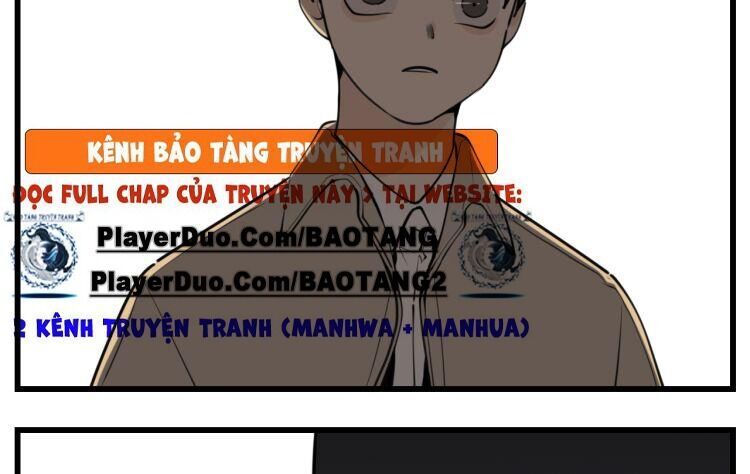 KÊNH BẢO TÀNG TRUYỆN TRANH
ĐỌC FULL CHAP CỦA TRUYỆN NÀY > TẠI WEBSITE:
PlayerDuo.Com/BAOTANG
PlayerDuo.Com/BAOTANG2
2 KÊNH TRUYỆN TRANH (MANHWA + MANHUA)